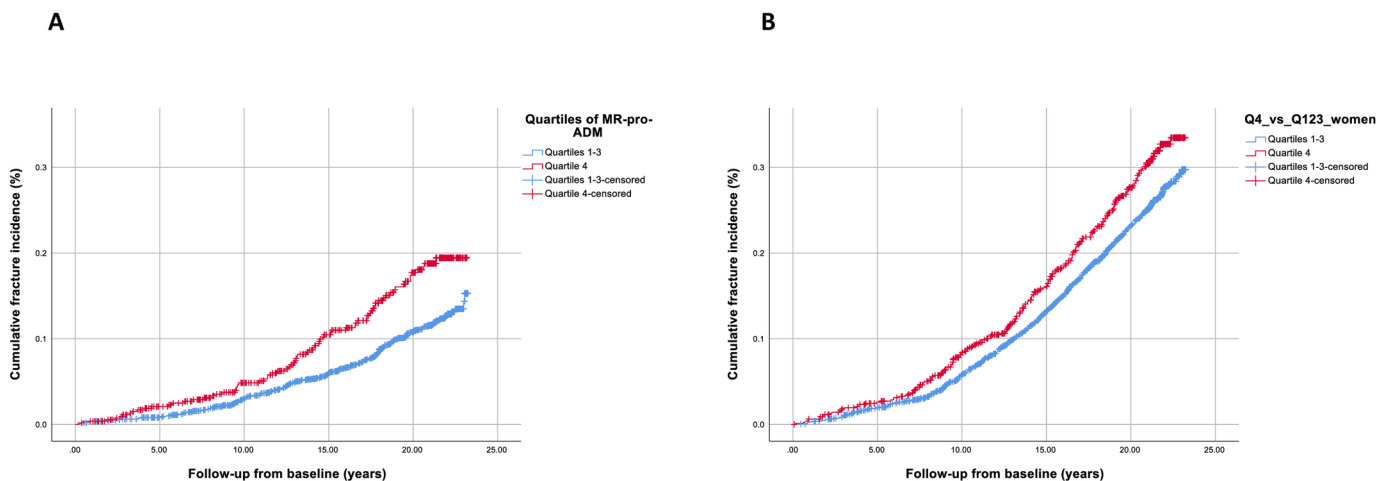 A
Quartiles of MR-pro-
ADM
Quartiles 1-3
Quartile 4
Quartiles 1-3-censored
Quartile 4-censored
Cumulative fracture incidence (%)
0.3
0.2
0.1
0.0
.00 5.00 10.00 15.00 20.00 25.00
Follow-up from baseline (years)
B
Q4_vs_Q123_women
Quartiles 1-3
Quartile 4
Quartiles 1-3-censored
Quartile 4-censored
Cumulative fracture incidence (%)
0.3
0.2
0.1
0.0
.00 5.00 10.00 15.00 20.00 25.00
Follow-up from baseline (years)